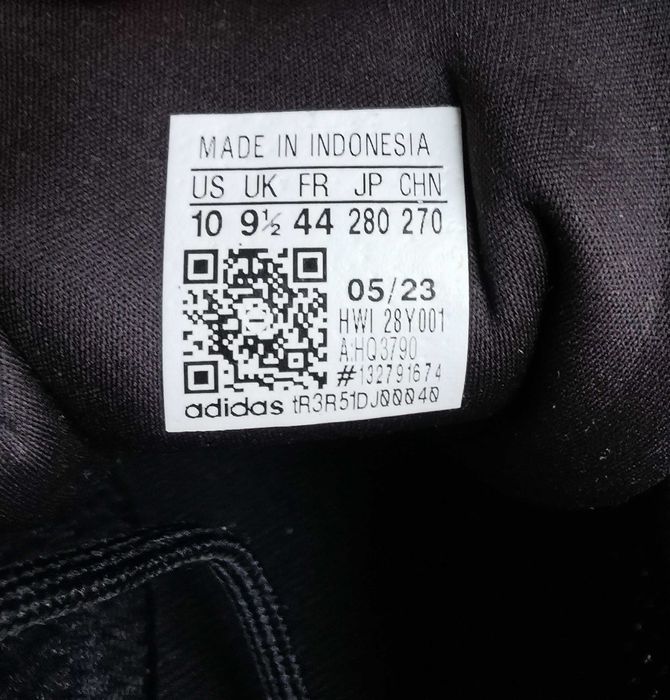 MADE IN INDONESIA
US UK FR JP CHN
10 9½ 44 280 270
05/23
HWI 28Y001
A:HQ3790
#132791674
adidas tR3R51DJ00040